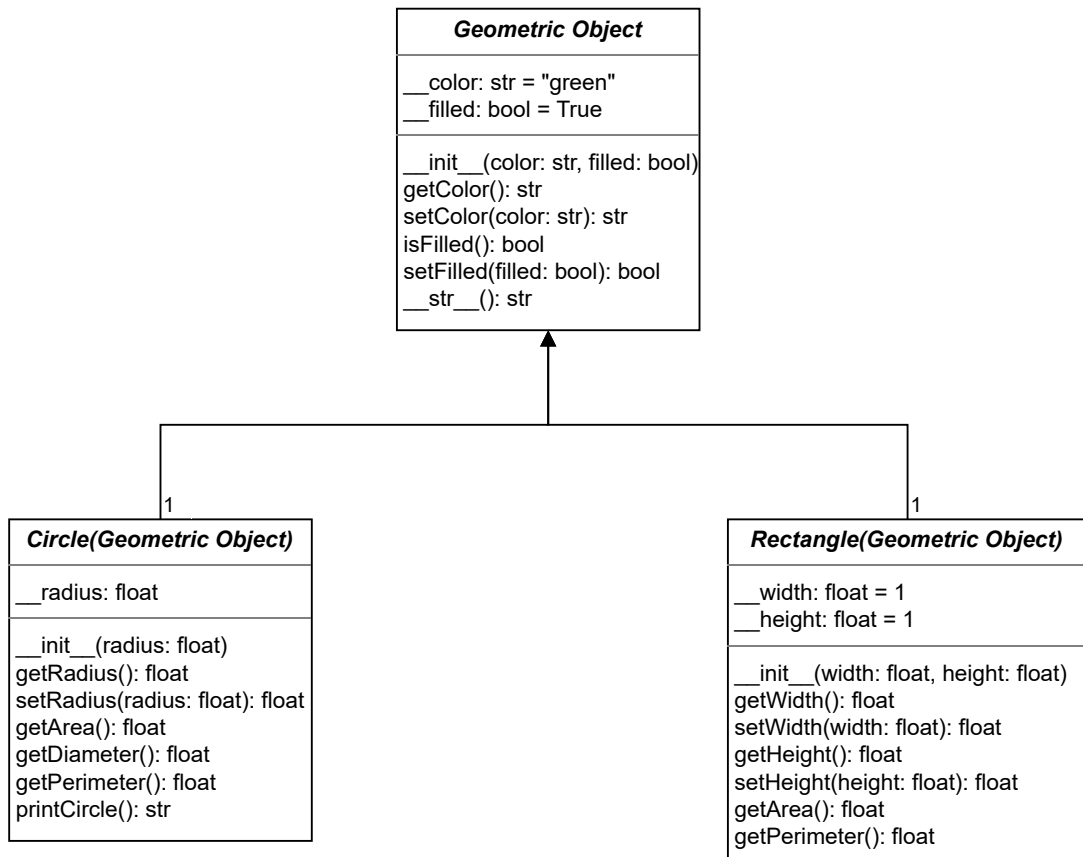 Geometric Object
__color: str = "green"
__filled: bool = True
__init__(color: str, filled: bool)
getColor(): str
setColor(color: str): str
isFilled(): bool
setFilled(filled: bool): bool
__str__(): str
1
Circle(Geometric Object)
__radius: float
__init__(radius: float)
getRadius(): float
setRadius(radius: float): float
getArea(): float
getDiameter(): float
getPerimeter(): float
printCircle(): str
1
Rectangle(Geometric Object)
__width: float = 1
__height: float = 1
__init__(width: float, height: float)
getWidth(): float
setWidth(width: float): float
getHeight(): float
setHeight(height: float): float
getArea(): float
getPerimeter(): float